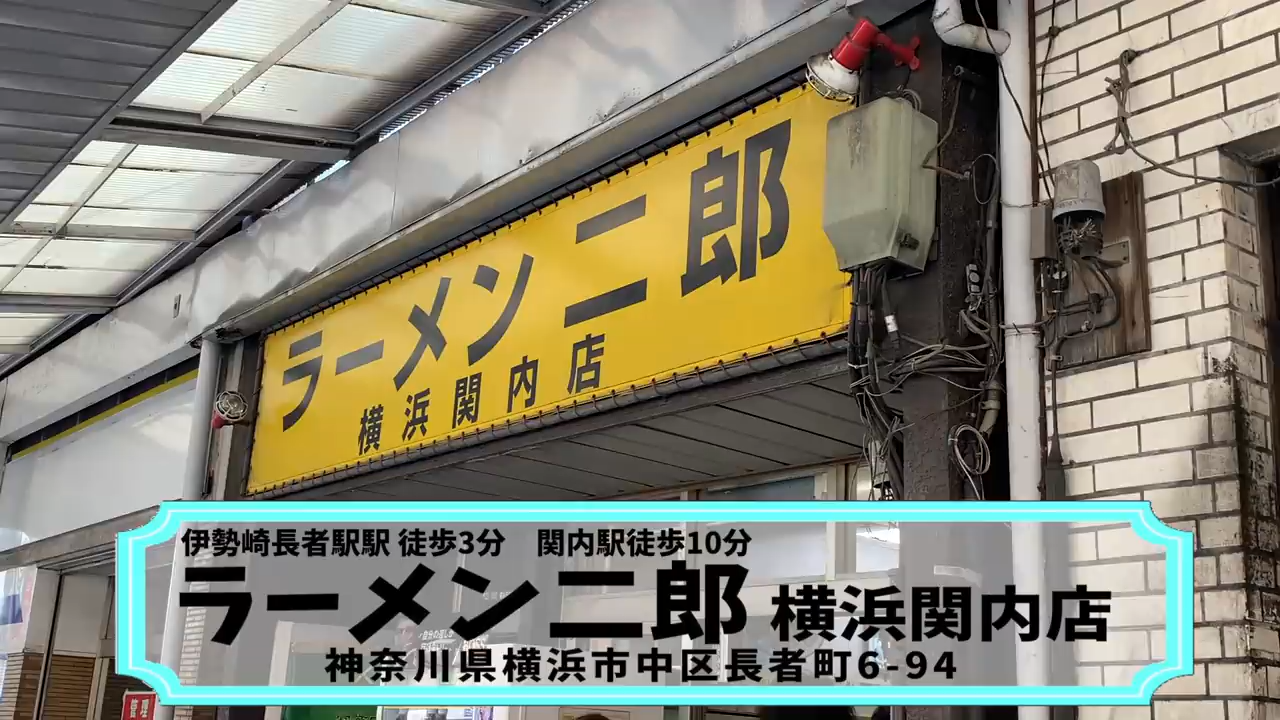 ラーメン二郎
横浜関内店
伊勢崎長者駅駅 徒歩3分　関内駅徒歩10分
ラーメン二郎 横浜関内店
神奈川県横浜市中区長者町6-94
管理